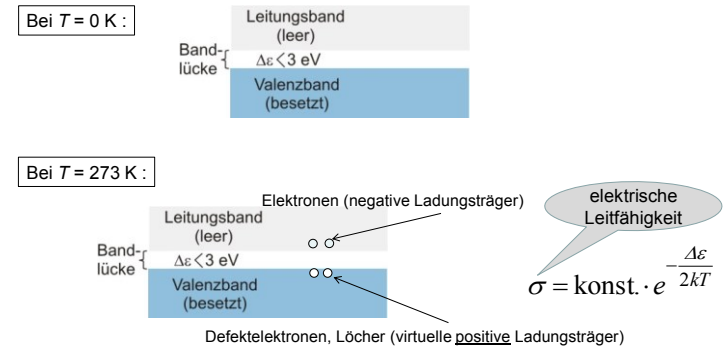 Bei T = 0 K :
Leitungsband
(leer)
Band-
lücke
Δε<3 eV
Valenzband
(besetzt)
Bei T = 273 K :
Elektronen (negative Ladungsträger)
elektrische
Leitfähigkeit
Leitungsband
(leer)
Band-
lücke
Δε<3 eV
Valenzband
(besetzt)
σ = konst. · e^{-\frac{Δε}{2kT}}
Defektelektronen, Löcher (virtuelle positive Ladungsträger)